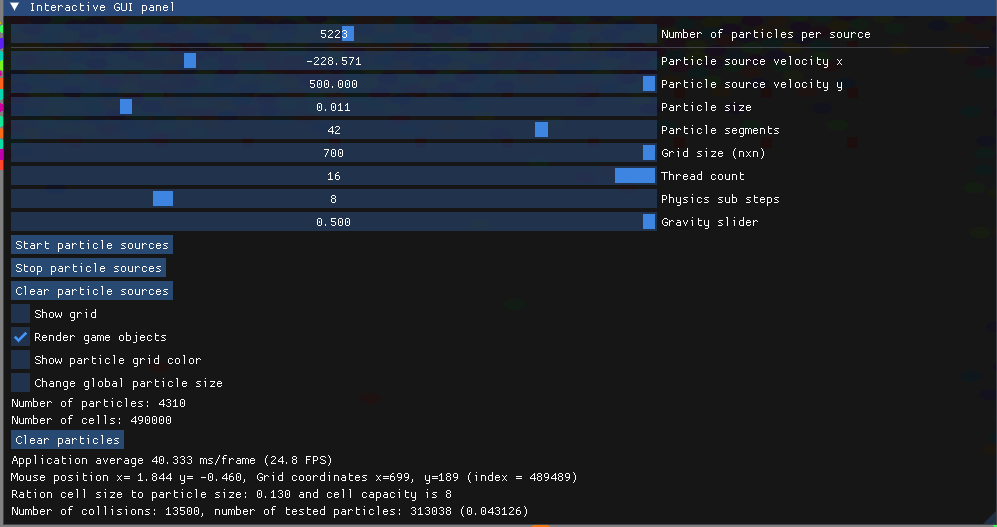 Interactive GUI panel
5223 Number of particles per source
-228.571 Particle source velocity x
500.000 Particle source velocity y
0.011 Particle size
42 Particle segments
700 Grid size (nxn)
16 Thread count
8 Physics sub steps
0.500 Gravity slider
Start particle sources
Stop particle sources
Clear particle sources
Show grid
Render game objects
Show particle grid color
Change global particle size
Number of particles: 4310
Number of cells: 490000
Clear particles
Application average 40.333 ms/frame (24.8 FPS)
Mouse position x= 1.844 y= -0.460, Grid coordinates x=699, y=189 (index = 489489)
Ration cell size to particle size: 0.130 and cell capacity is 8
Number of collisions: 13500, number of tested particles: 313038 (0.043126)